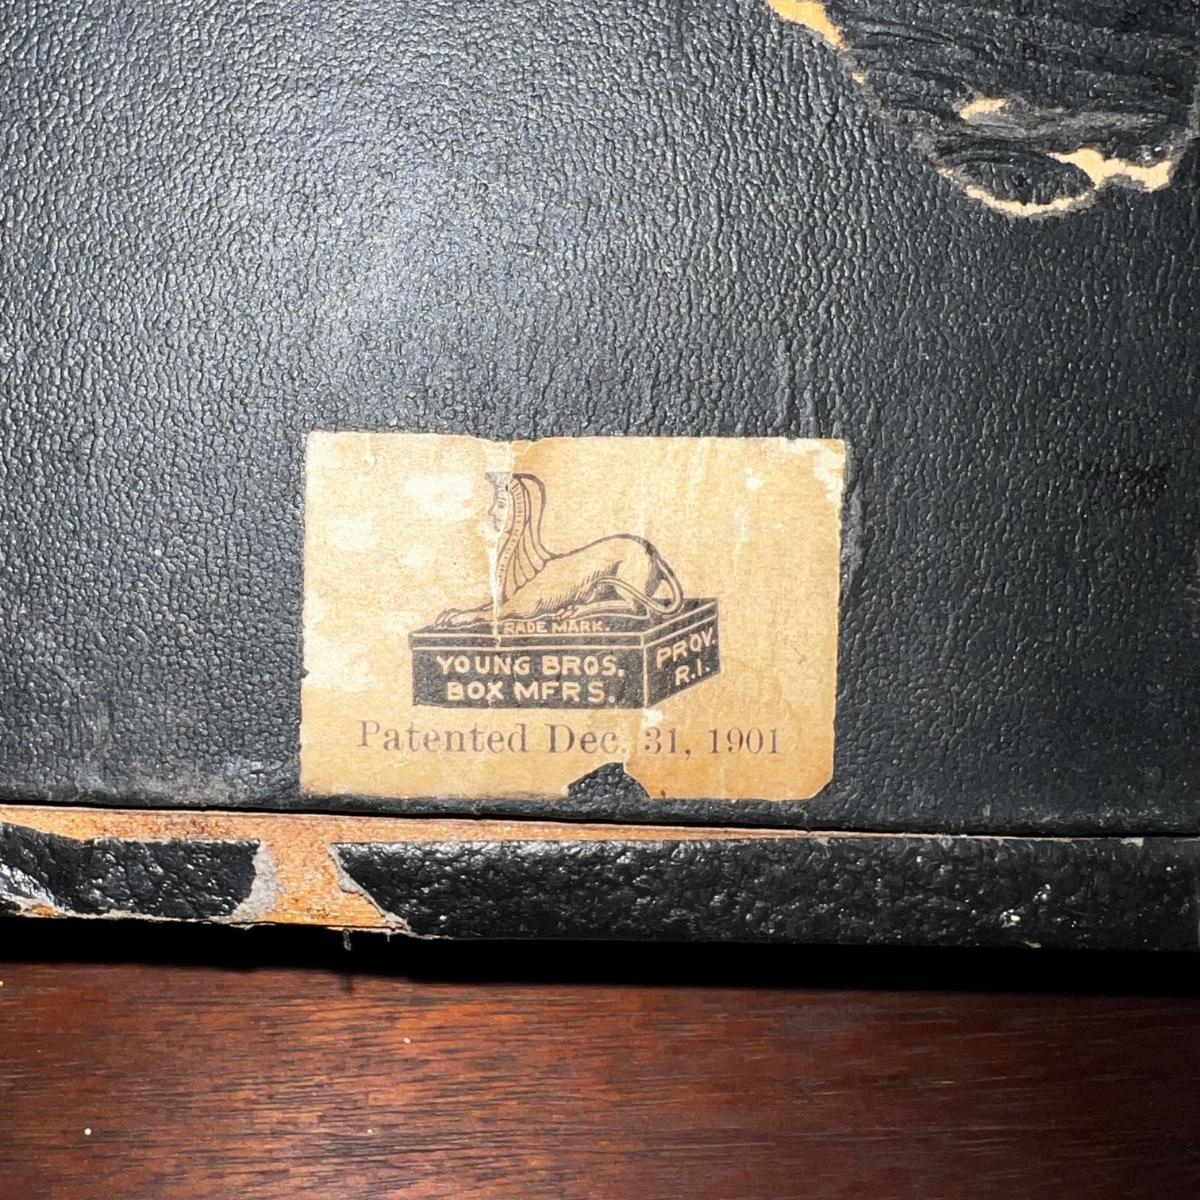 TRADE MARK.
YOUNG BROS.
BOX MFRS.
PROV.
R.I.
Patented Dec. 31, 1901